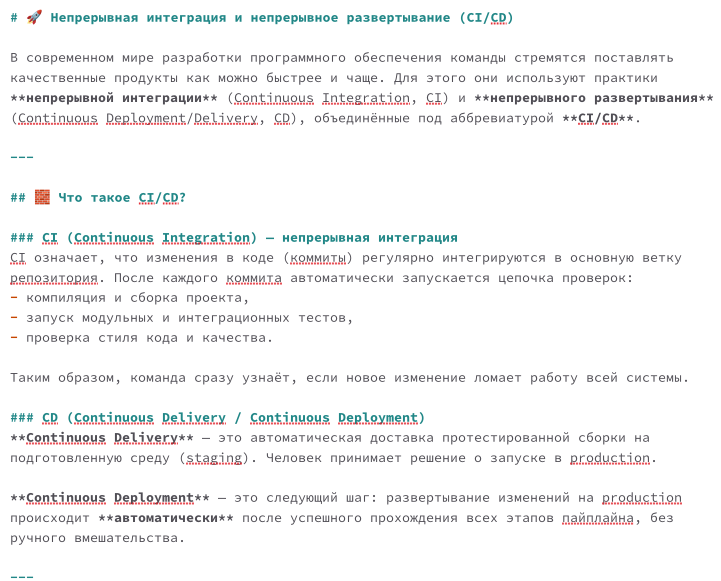 # 🚀 Непрерывная интеграция и непрерывное развертывание (CI/CD)
В современном мире разработки программного обеспечения команды стремятся поставлять
качественные продукты как можно быстрее и чаще. Для этого они используют практики
**непрерывной интеграции** (Continuous Integration, CI) и **непрерывного развертывания**
(Continuous Deployment/Delivery, CD), объединённые под аббревиатурой **CI/CD**.
---
## 🧱 Что такое CI/CD?
### CI (Continuous Integration) — непрерывная интеграция
CI означает, что изменения в коде (коммиты) регулярно интегрируются в основную ветку
репозитория. После каждого коммита автоматически запускается цепочка проверок:
- компиляция и сборка проекта,
- запуск модульных и интеграционных тестов,
- проверка стиля кода и качества.
Таким образом, команда сразу узнаёт, если новое изменение ломает работу всей системы.
### CD (Continuous Delivery / Continuous Deployment)
**Continuous Delivery** — это автоматическая доставка протестированной сборки на
подготовленную среду (staging). Человек принимает решение о запуске в production.
**Continuous Deployment** — это следующий шаг: развертывание изменений на production
происходит **автоматически** после успешного прохождения всех этапов пайплайна, без
ручного вмешательства.
---